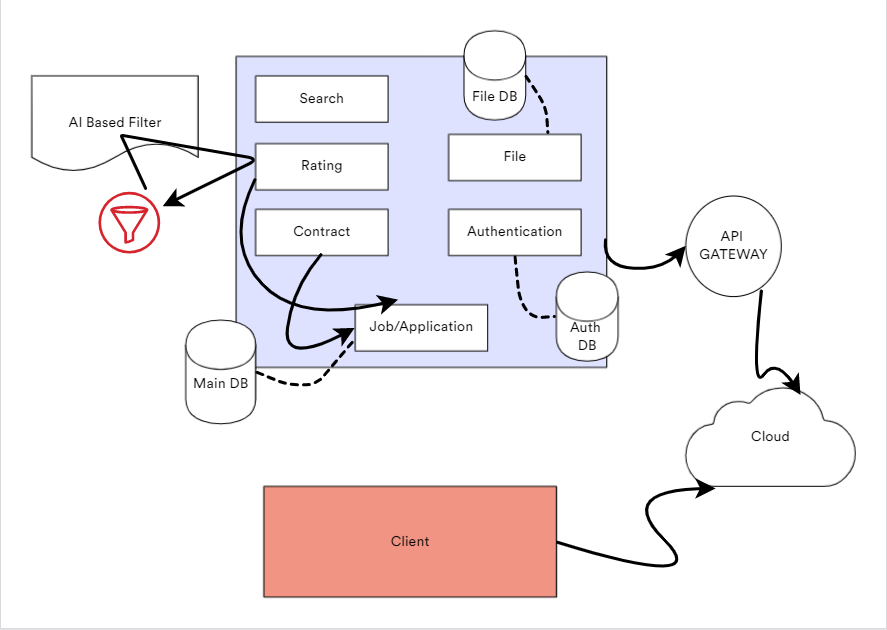 File DB
Search
AI Based Filter
File
Rating
Contract
Authentication
API
GATEWAY
Job/Application
Auth
DB
Main DB
Cloud
Client